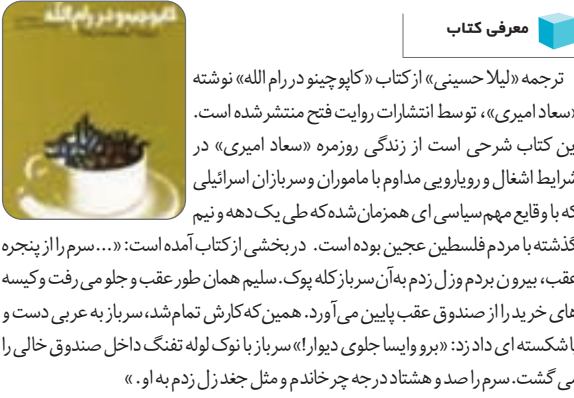 کاپوچینو در رام‌الله
معرفی کتاب
ترجمه «لیلا حسینی» از کتاب «کاپوچینو در رام الله» نوشته
«سعاد امیری»، توسط انتشارات روایت فتح منتشر شده است.
این کتاب شرحی است از زندگی روزمره «سعاد امیری» در
شرایط اشغال و رویارویی مداوم با ماموران وسربازان اسرائیلی
که با وقایع مهم سیاسی ای همزمان شده که طی یک دهه و نیم
گذشته با مردم فلسطین عجین بوده است. در بخشی از کتاب آمده است: «...سرم را از پنجره
عقب، بیرون بردم وزل زدم به آن سرباز کله پوک. سلیم همان طور عقب و جلو می رفت وکیسه
های خرید را از صندوق عقب پایین می‌آورد. همین که کارش تمام شد، سرباز به عربی دست و
پاشکسته ای داد زد: «برو وایسا جلوی دیوار!» سرباز با نوک لوله تفنگ داخل صندوق خالی را
می گشت. سرم را صد و هشتاد درجه چرخاندم و مثل جغد زل زدم به او. »